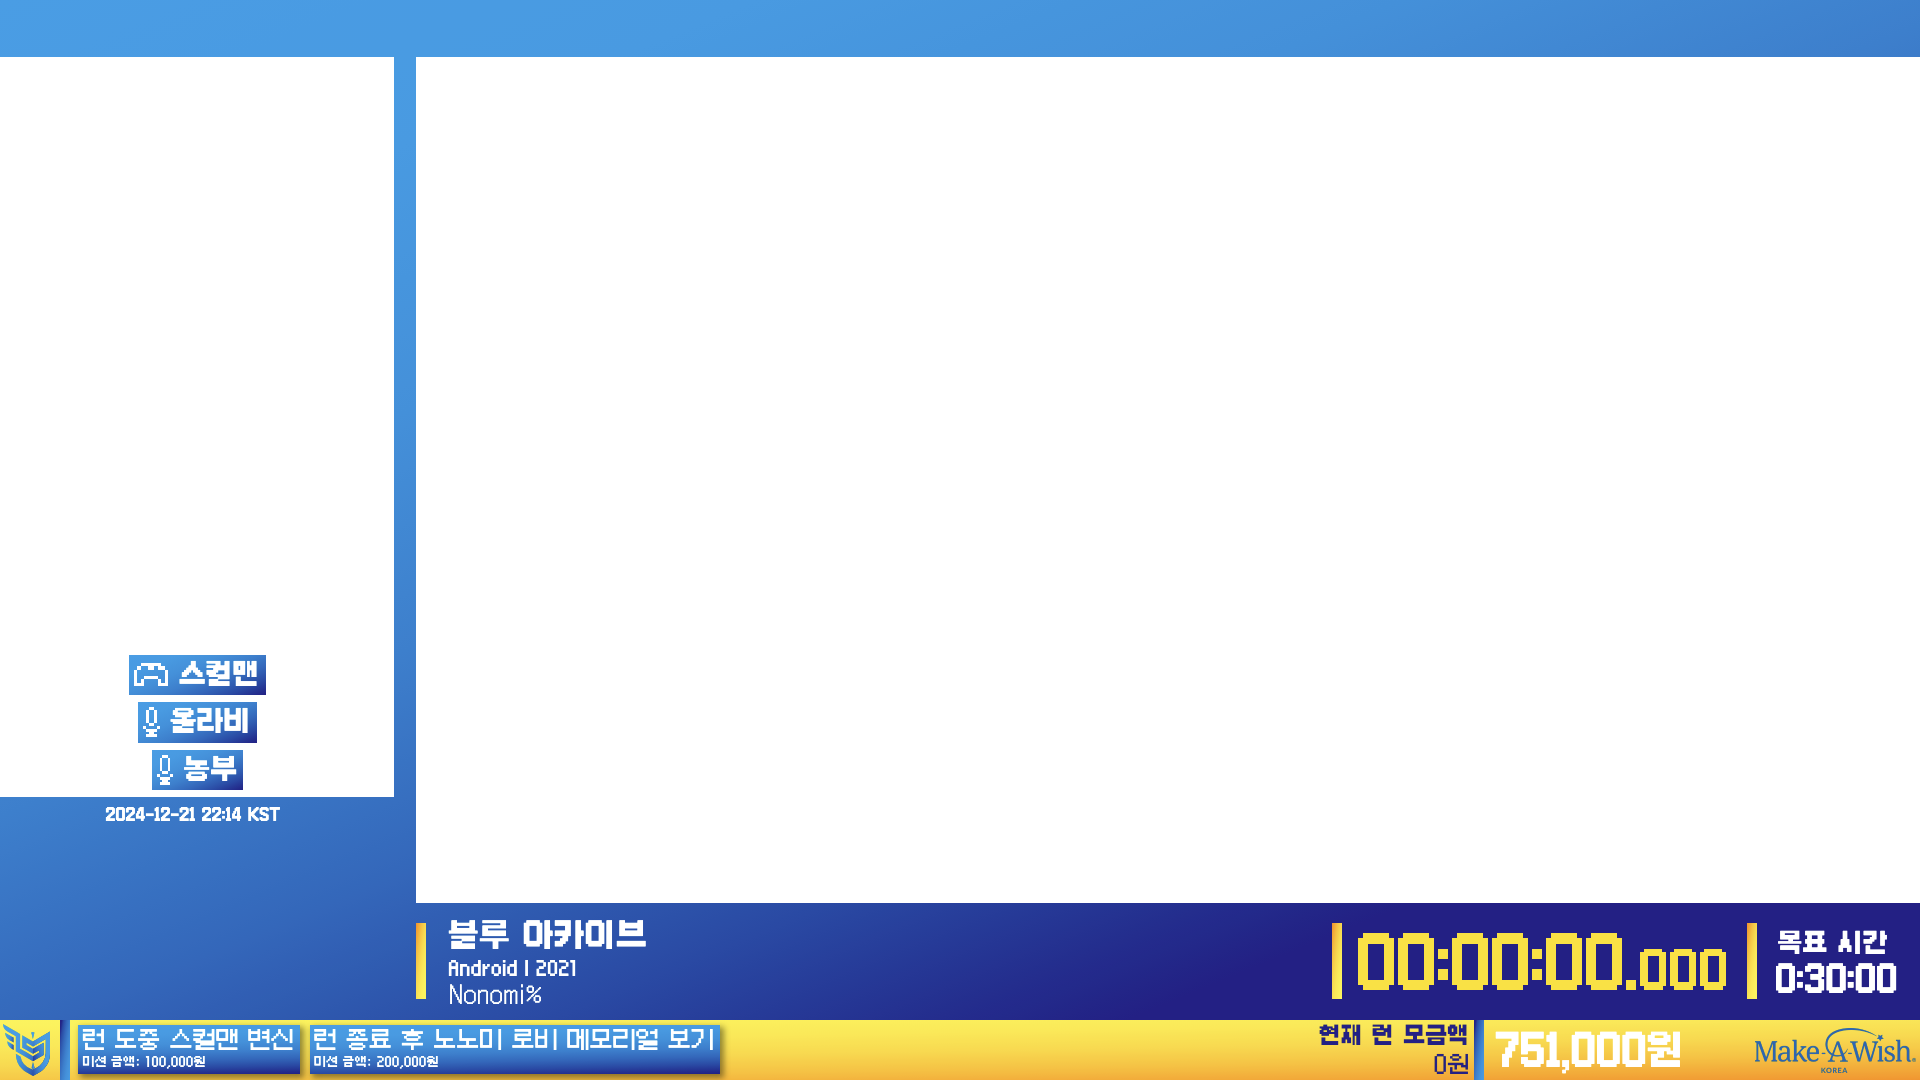 스컬맨
올라비
농부
2024-12-21 22:14 KST
블루 아카이브
Android | 2021
Nonomi%
00:00:00.000
목표 시간
0:30:00
런 도중 스컬맨 변신
미션 금액: 100,000원
런 종료 후 노노미 로비 메모리얼 보기
미션 금액: 200,000원
현재 런 모금액
0원
751,000원
Make-A-Wish.
KOREA